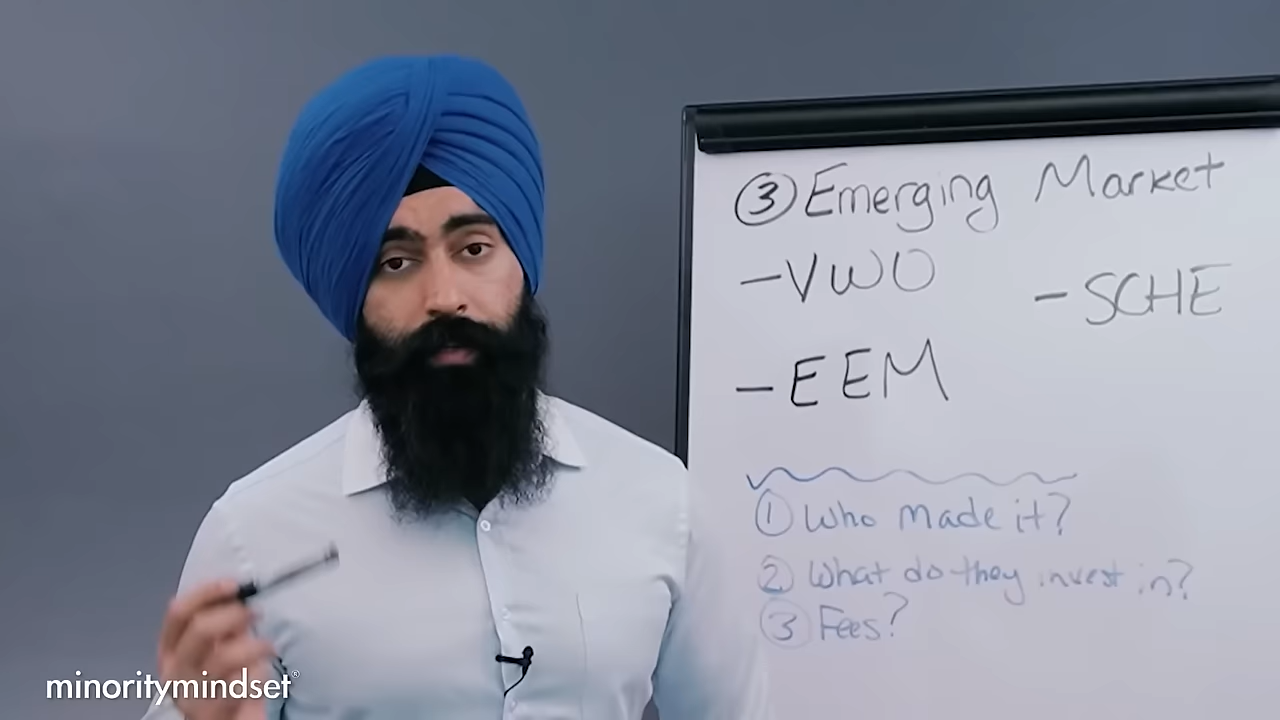 ③ Emerging Market
- VWO
- SCHE
- EEM
① Who made it?
② What do they invest in?
③ Fees?
minoritymindset®